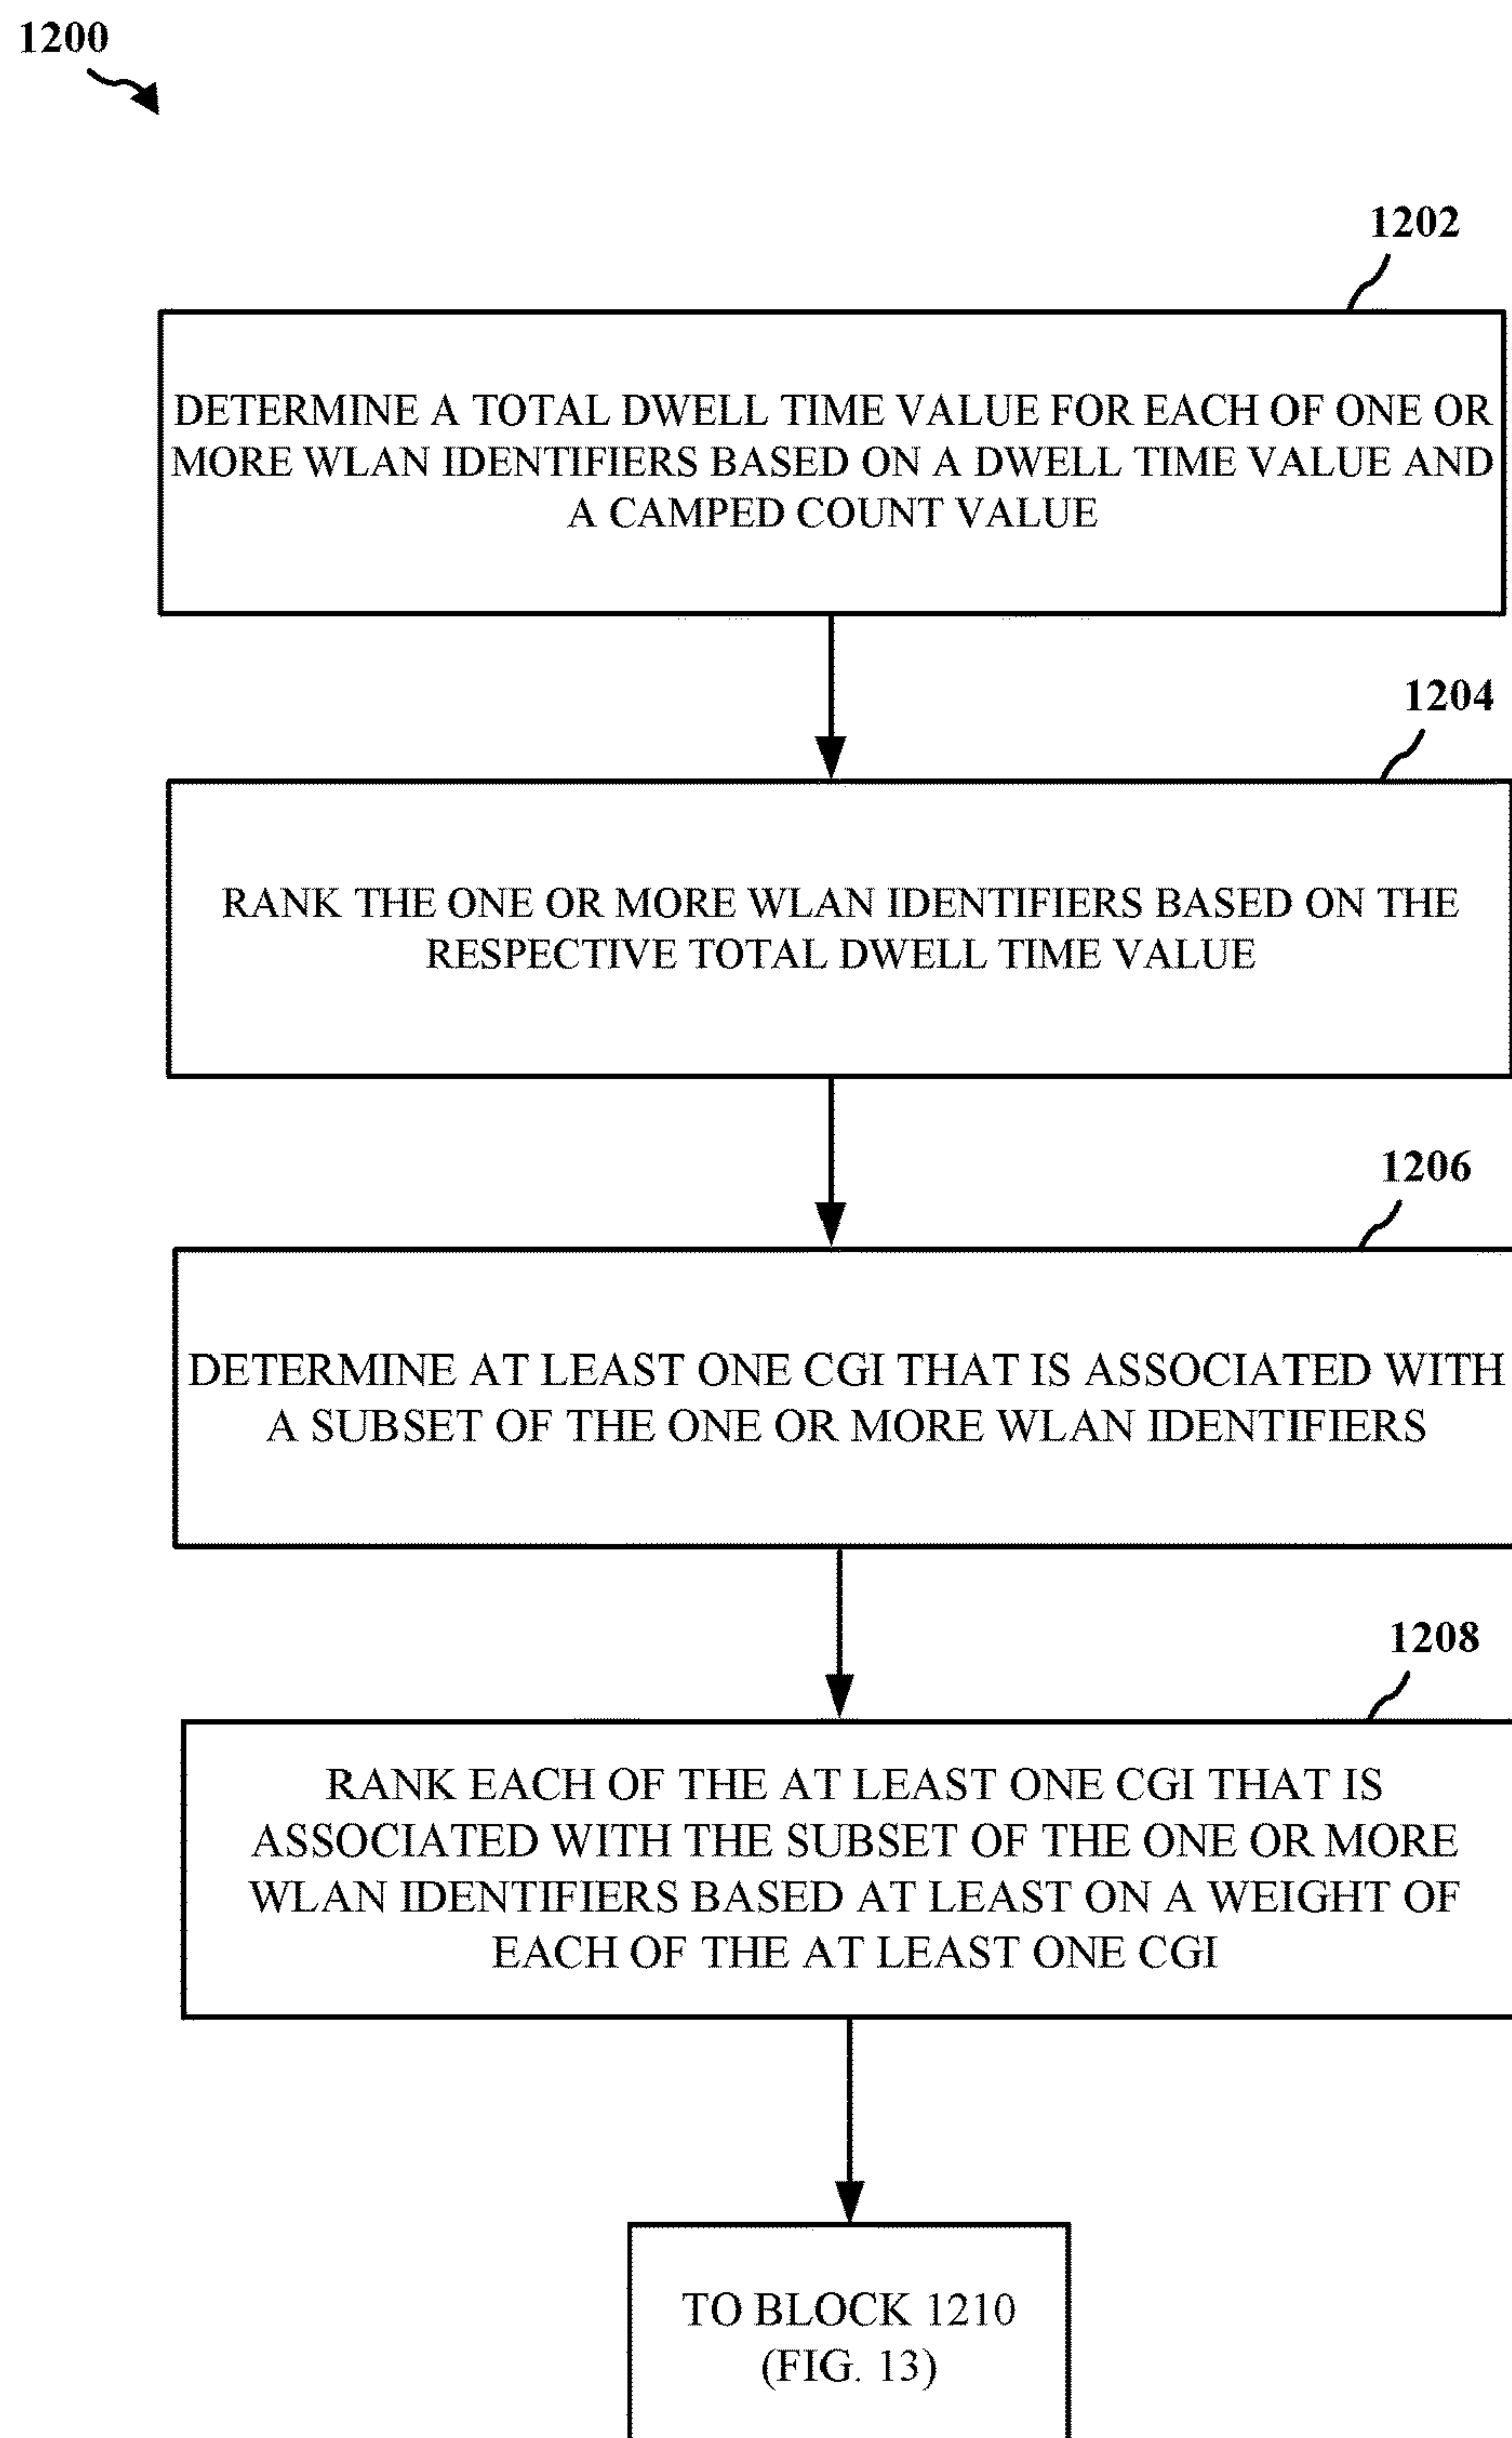 1200
1202
DETERMINE A TOTAL DWELL TIME VALUE FOR EACH OF ONE OR
MORE WLAN IDENTIFIERS BASED ON A DWELL TIME VALUE AND
A CAMPED COUNT VALUE
1204
RANK THE ONE OR MORE WLAN IDENTIFIERS BASED ON THE
RESPECTIVE TOTAL DWELL TIME VALUE
1206
DETERMINE AT LEAST ONE CGI THAT IS ASSOCIATED WITH
A SUBSET OF THE ONE OR MORE WLAN IDENTIFIERS
1208
RANK EACH OF THE AT LEAST ONE CGI THAT IS
ASSOCIATED WITH THE SUBSET OF THE ONE OR MORE
WLAN IDENTIFIERS BASED AT LEAST ON A WEIGHT OF
EACH OF THE AT LEAST ONE CGI
TO BLOCK 1210
(FIG. 13)